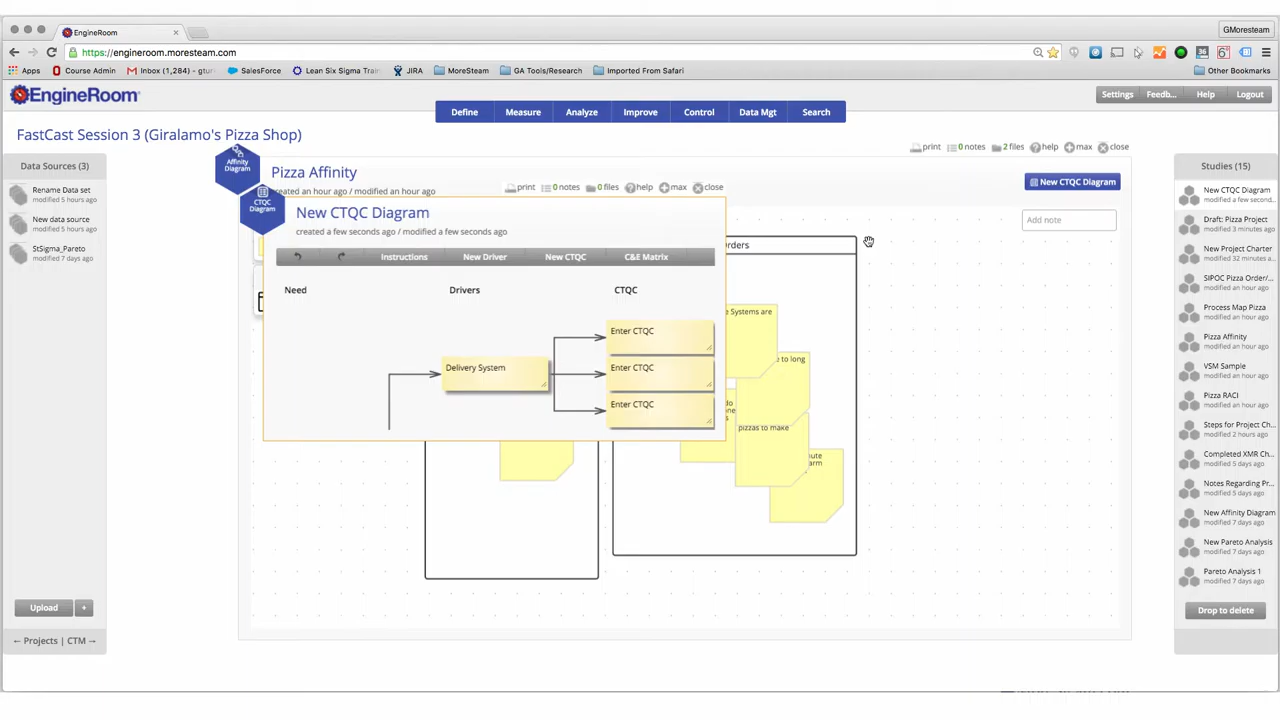 EngineRoom
GMoresteam
https://engineroom.moresteam.com
Apps
Course Admin
Inbox (1,284) - gturi
SalesForce
Lean Six Sigma Train
JIRA
MoreSteam
GA Tools/Research
Imported From Safari
Other Bookmarks
EngineRoom
Settings
Feedb...
Help
Logout
Define
Measure
Analyze
Improve
Control
Data Mgt
Search
FastCast Session 3 (Giralamo's Pizza Shop)
Data Sources (3)
Rename Data set
modified 5 hours ago
New data source
modified 5 hours ago
StSigma_Pareto
modified 7 days ago
Upload
+
← Projects | CTM →
Affinity
Diagram
Pizza Affinity
created an hour ago / modified an hour ago
print
0 notes
2 files
help
max
close
New CTQC Diagram
Add note
CTQC
Diagram
print
0 notes
0 files
help
max
close
New CTQC Diagram
created a few seconds ago / modified a few seconds ago
Instructions
New Driver
New CTQC
C&E Matrix
Need
Drivers
CTQC
Delivery System
Enter CTQC
Enter CTQC
Enter CTQC
rders
e Systems are
e to long
do
ne
s
pizzas to make
ute
arm
Studies (15)
New CTQC Diagram
modified a few second...
Draft: Pizza Project
modified 3 minutes ago
New Project Charter
modified 32 minutes a...
SIPOC Pizza Order/...
modified an hour ago
Process Map Pizza
modified an hour ago
Pizza Affinity
modified an hour ago
VSM Sample
modified an hour ago
Pizza RACI
modified an hour ago
Steps for Project Ch...
modified 2 hours ago
Completed XMR Ch...
modified 5 days ago
Notes Regarding Pr...
modified 5 days ago
New Affinity Diagram
modified 7 days ago
New Pareto Analysis
modified 7 days ago
Pareto Analysis 1
modified 7 days ago
Drop to delete